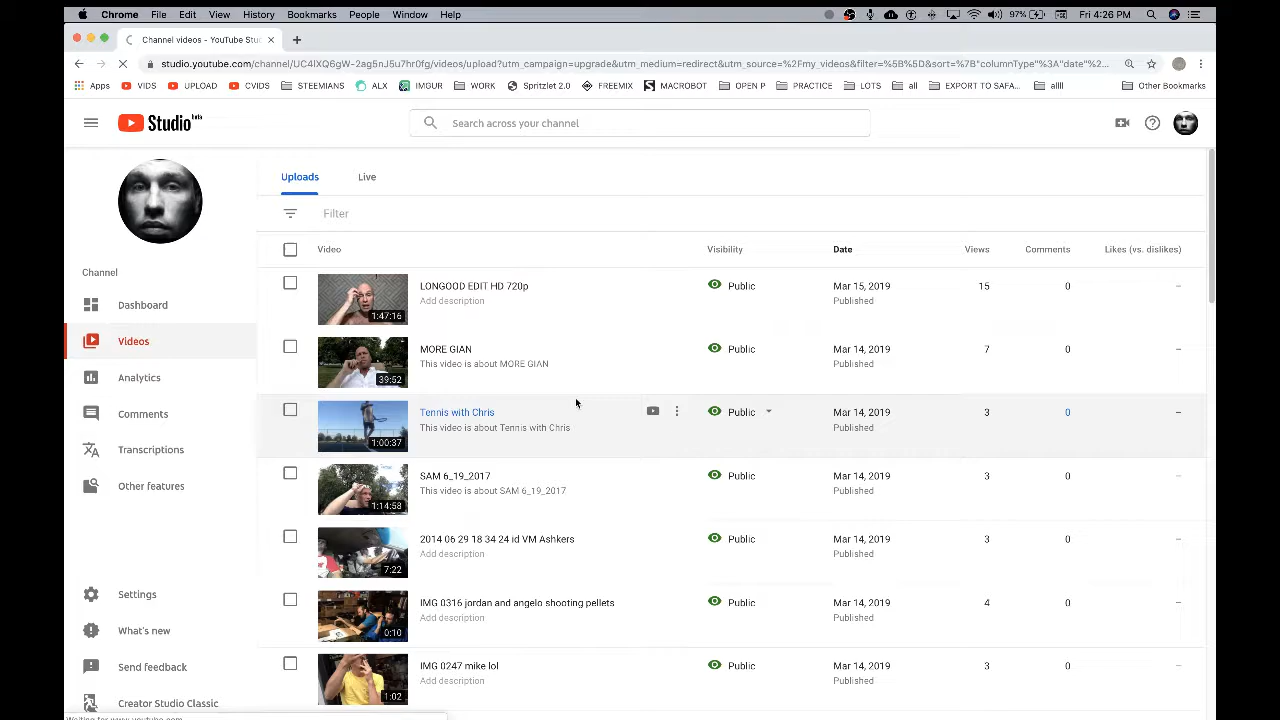 Chrome File Edit View History Bookmarks People Window Help 97% Fri 4:26 PM
Channel videos - YouTube Stu
studio.youtube.com/channel/UC4lXQ6gW-2ag5nJ5u7hr0fg/videos/upload?utm_campaign=upgrade&utm_medium=redirect&utm_source=%2Fmy_videos&filter=%5B%5D&sort=%7B"columnType"%3A"date"%...
Apps VIDS UPLOAD CVIDS STEEMIANS ALX IMGUR WORK Spritzlet 2.0 FREEMIX MACROBOT OPEN P PRACTICE LOTS all EXPORT TO SAFA... allll Other Bookmarks
Studio beta Search across your channel
Uploads Live
Filter
Video Visibility Date Views Comments Likes (vs. dislikes)
LONGOOD EDIT HD 720p Public Mar 15, 2019 15 0 –
Add description Published
1:47:16
MORE GIAN Public Mar 14, 2019 7 0 –
This video is about MORE GIAN Published
39:52
Tennis with Chris Public Mar 14, 2019 3 0 –
This video is about Tennis with Chris Published
1:00:37
SAM 6_19_2017 Public Mar 14, 2019 3 0 –
This video is about SAM 6_19_2017 Published
1:14:58
2014 06 29 18 34 24 id VM Ashkers Public Mar 14, 2019 3 0 –
Add description Published
7:22
IMG 0316 jordan and angelo shooting pellets Public Mar 14, 2019 4 0 –
Add description Published
0:10
IMG 0247 mike lol Public Mar 14, 2019 3 0 –
Add description Published
1:02
Channel
Dashboard
Videos
Analytics
Comments
Transcriptions
Other features
Settings
What's new
Send feedback
Creator Studio Classic